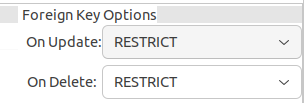 Foreign Key Options
On Update: RESTRICT
On Delete: RESTRICT